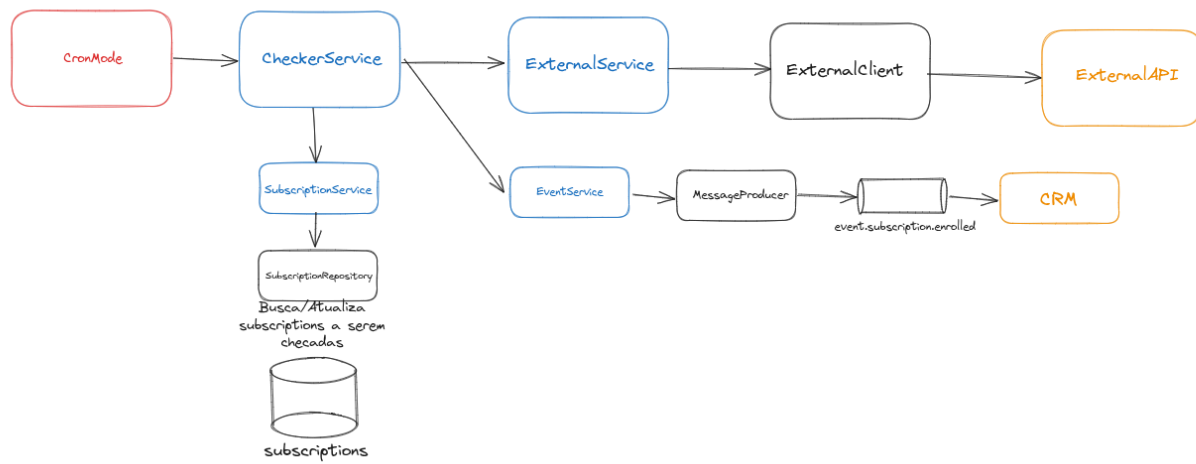 CronMode
CheckerService
ExternalService
ExternalClient
ExternalAPI
SubscriptionService
EventService
MessageProducer
event.subscription.enrolled
CRM
SubscriptionRepository
Busca/Atualiza
subscriptions a serem
checadas
subscriptions